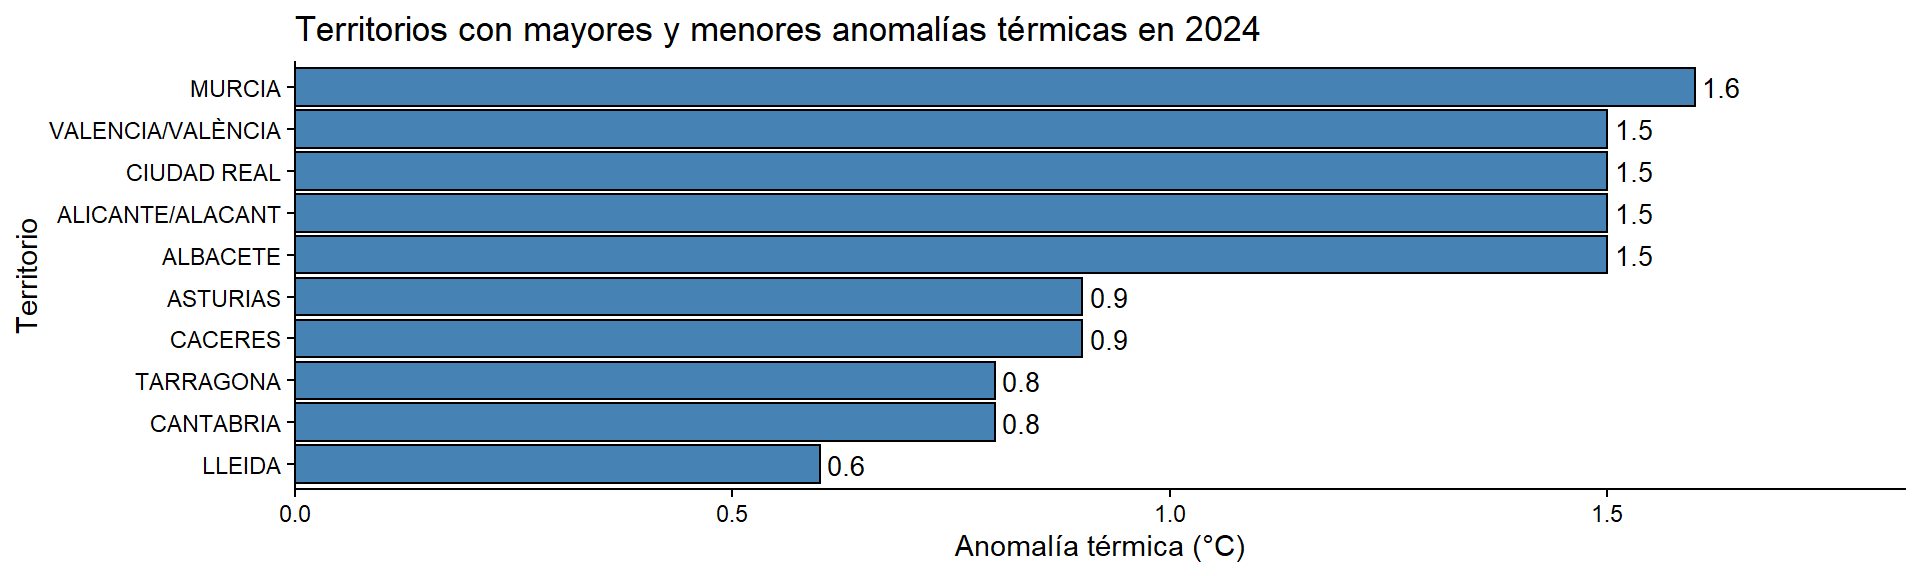 Territorios con mayores y menores anomalías térmicas en 2024
Territorio
MURCIA 1.6
VALENCIA/VALÈNCIA 1.5
CIUDAD REAL 1.5
ALICANTE/ALACANT 1.5
ALBACETE 1.5
ASTURIAS 0.9
CACERES 0.9
TARRAGONA 0.8
CANTABRIA 0.8
LLEIDA 0.6
0.0 0.5 1.0 1.5
Anomalía térmica (°C)